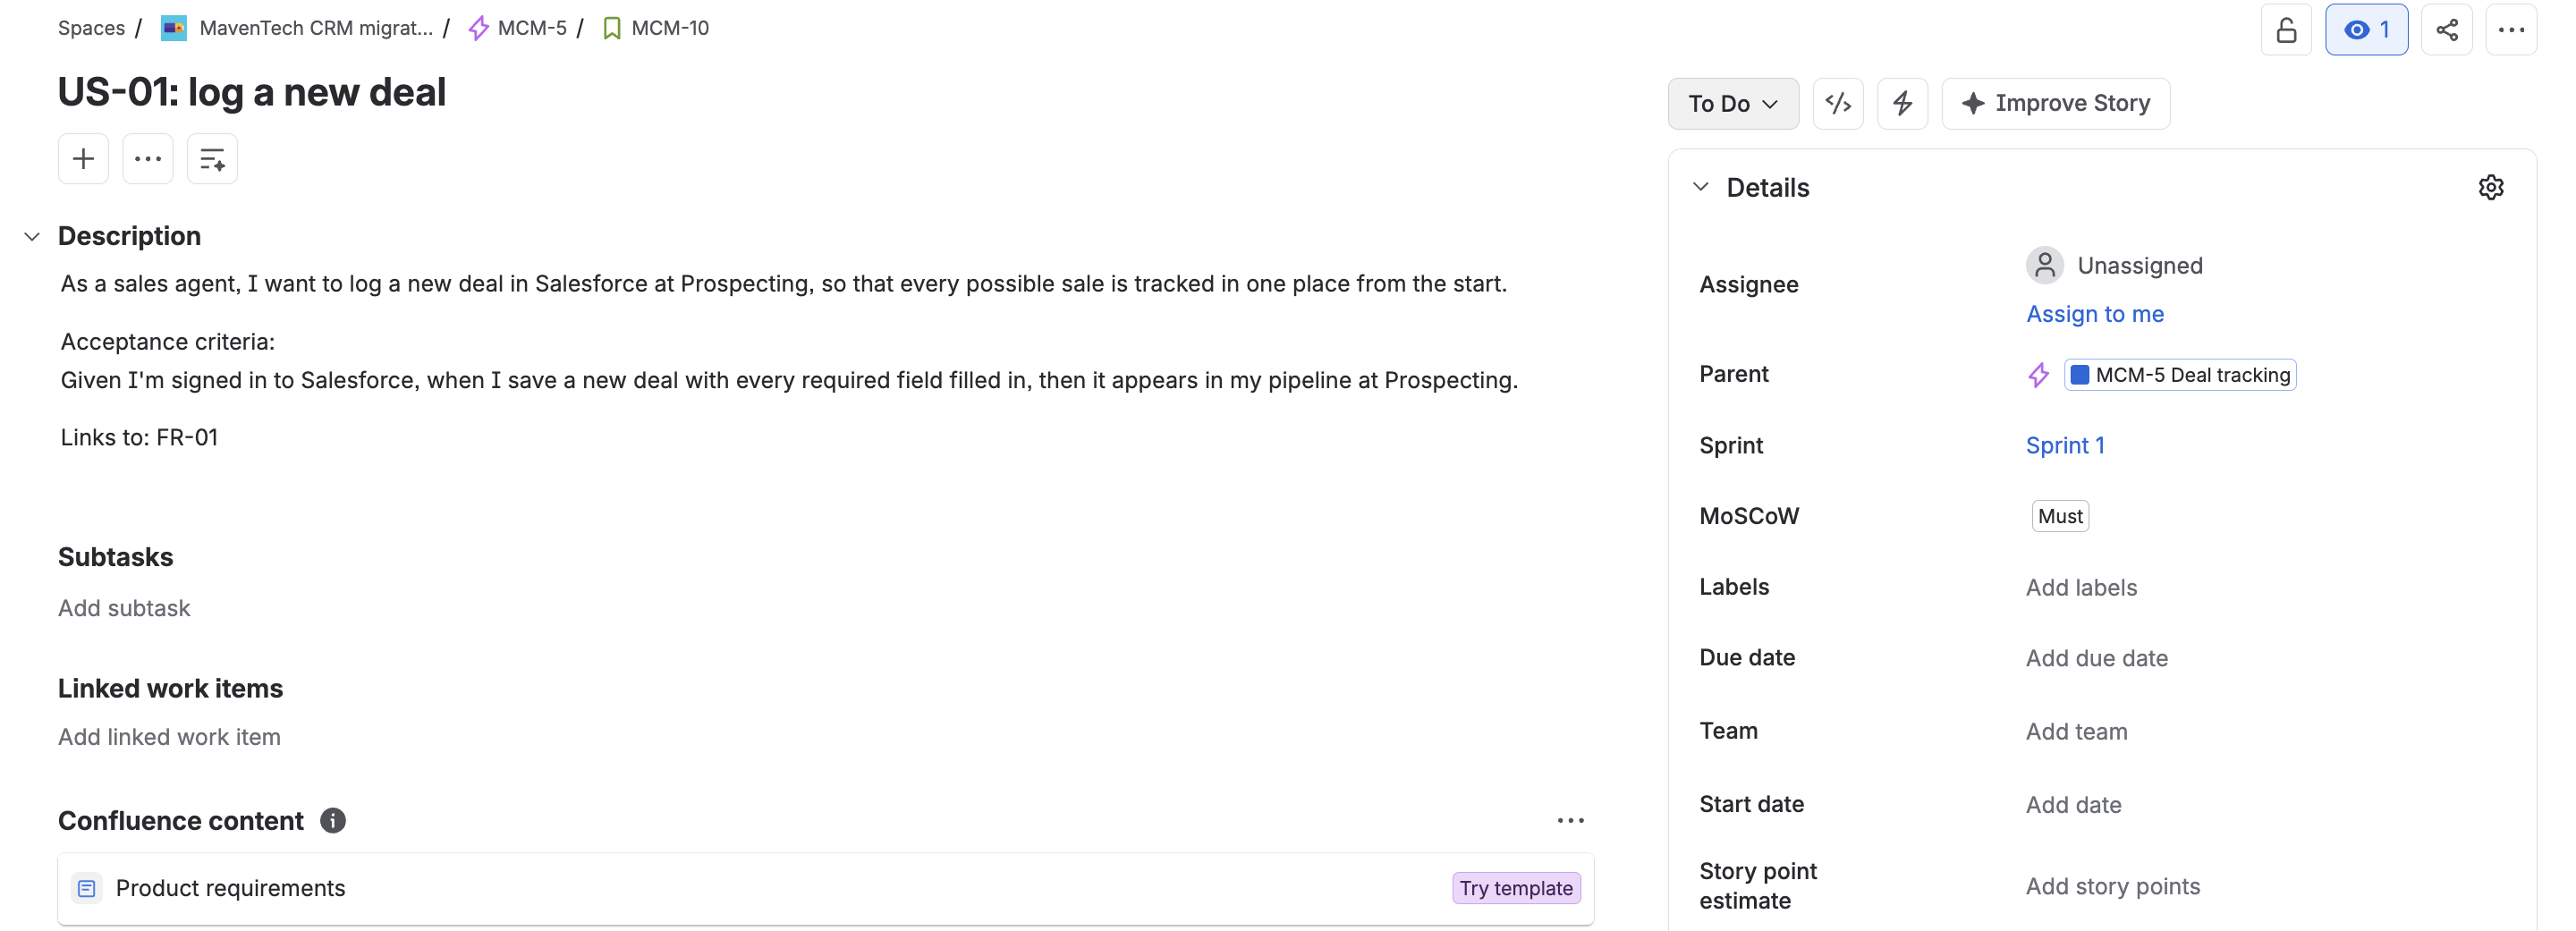 Spaces / MavenTech CRM migrat... / MCM-5 / MCM-10
1
US-01: log a new deal
To Do
Improve Story
Description
As a sales agent, I want to log a new deal in Salesforce at Prospecting, so that every possible sale is tracked in one place from the start.
Acceptance criteria:
Given I'm signed in to Salesforce, when I save a new deal with every required field filled in, then it appears in my pipeline at Prospecting.
Links to: FR-01
Subtasks
Add subtask
Linked work items
Add linked work item
Confluence content
Product requirements
Try template
Details
Assignee
Unassigned
Assign to me
Parent
MCM-5 Deal tracking
Sprint
Sprint 1
MoSCoW
Must
Labels
Add labels
Due date
Add due date
Team
Add team
Start date
Add date
Story point
estimate
Add story points